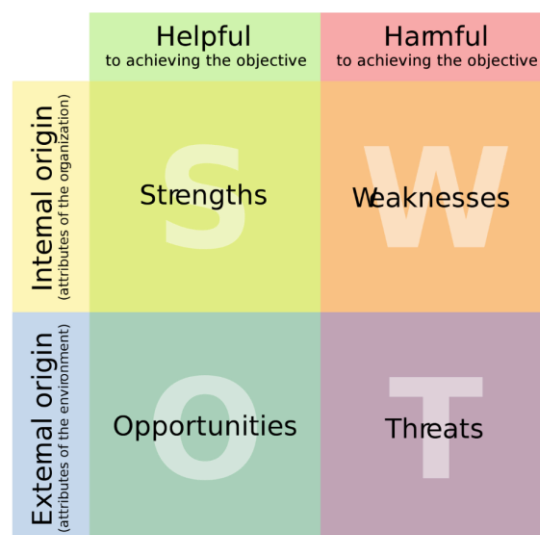 Helpful
to achieving the objective
Harmful
to achieving the objective
Internal origin
(attributes of the organization)
S
Strengths
W
Weaknesses
External origin
(attributes of the environment)
O
Opportunities
T
Threats